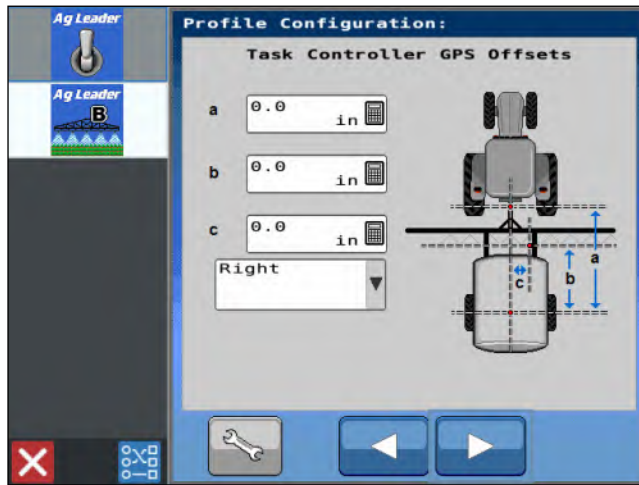 Ag Leader
Ag Leader
B
Profile Configuration:
Task Controller GPS Offsets
a
0.0
in
b
0.0
in
c
0.0
in
Right
a
b
c